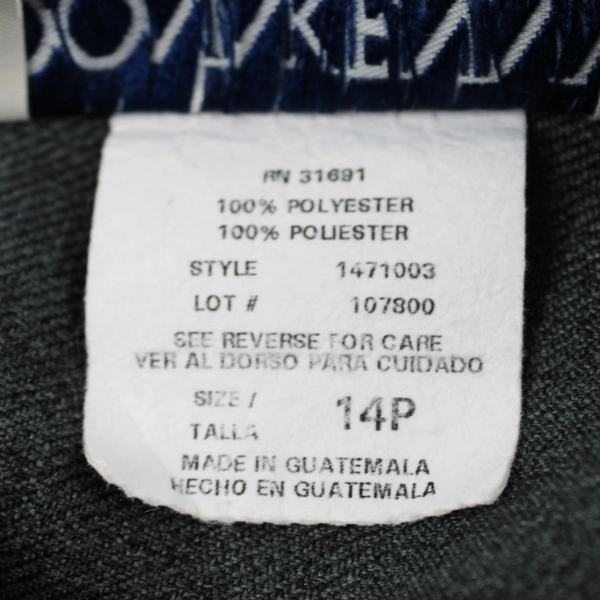 RN 31691
100% POLYESTER
100% POLIESTER
STYLE 1471003
LOT # 107800
SEE REVERSE FOR CARE
VER AL DORSO PARA CUIDADO
SIZE / 14P
TALLA
MADE IN GUATEMALA
HECHO EN GUATEMALA